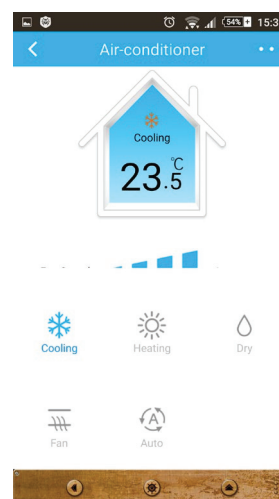 54% 15:3
Air-conditioner
Cooling
23.5℃
Cooling Heating Dry
A
Fan Auto